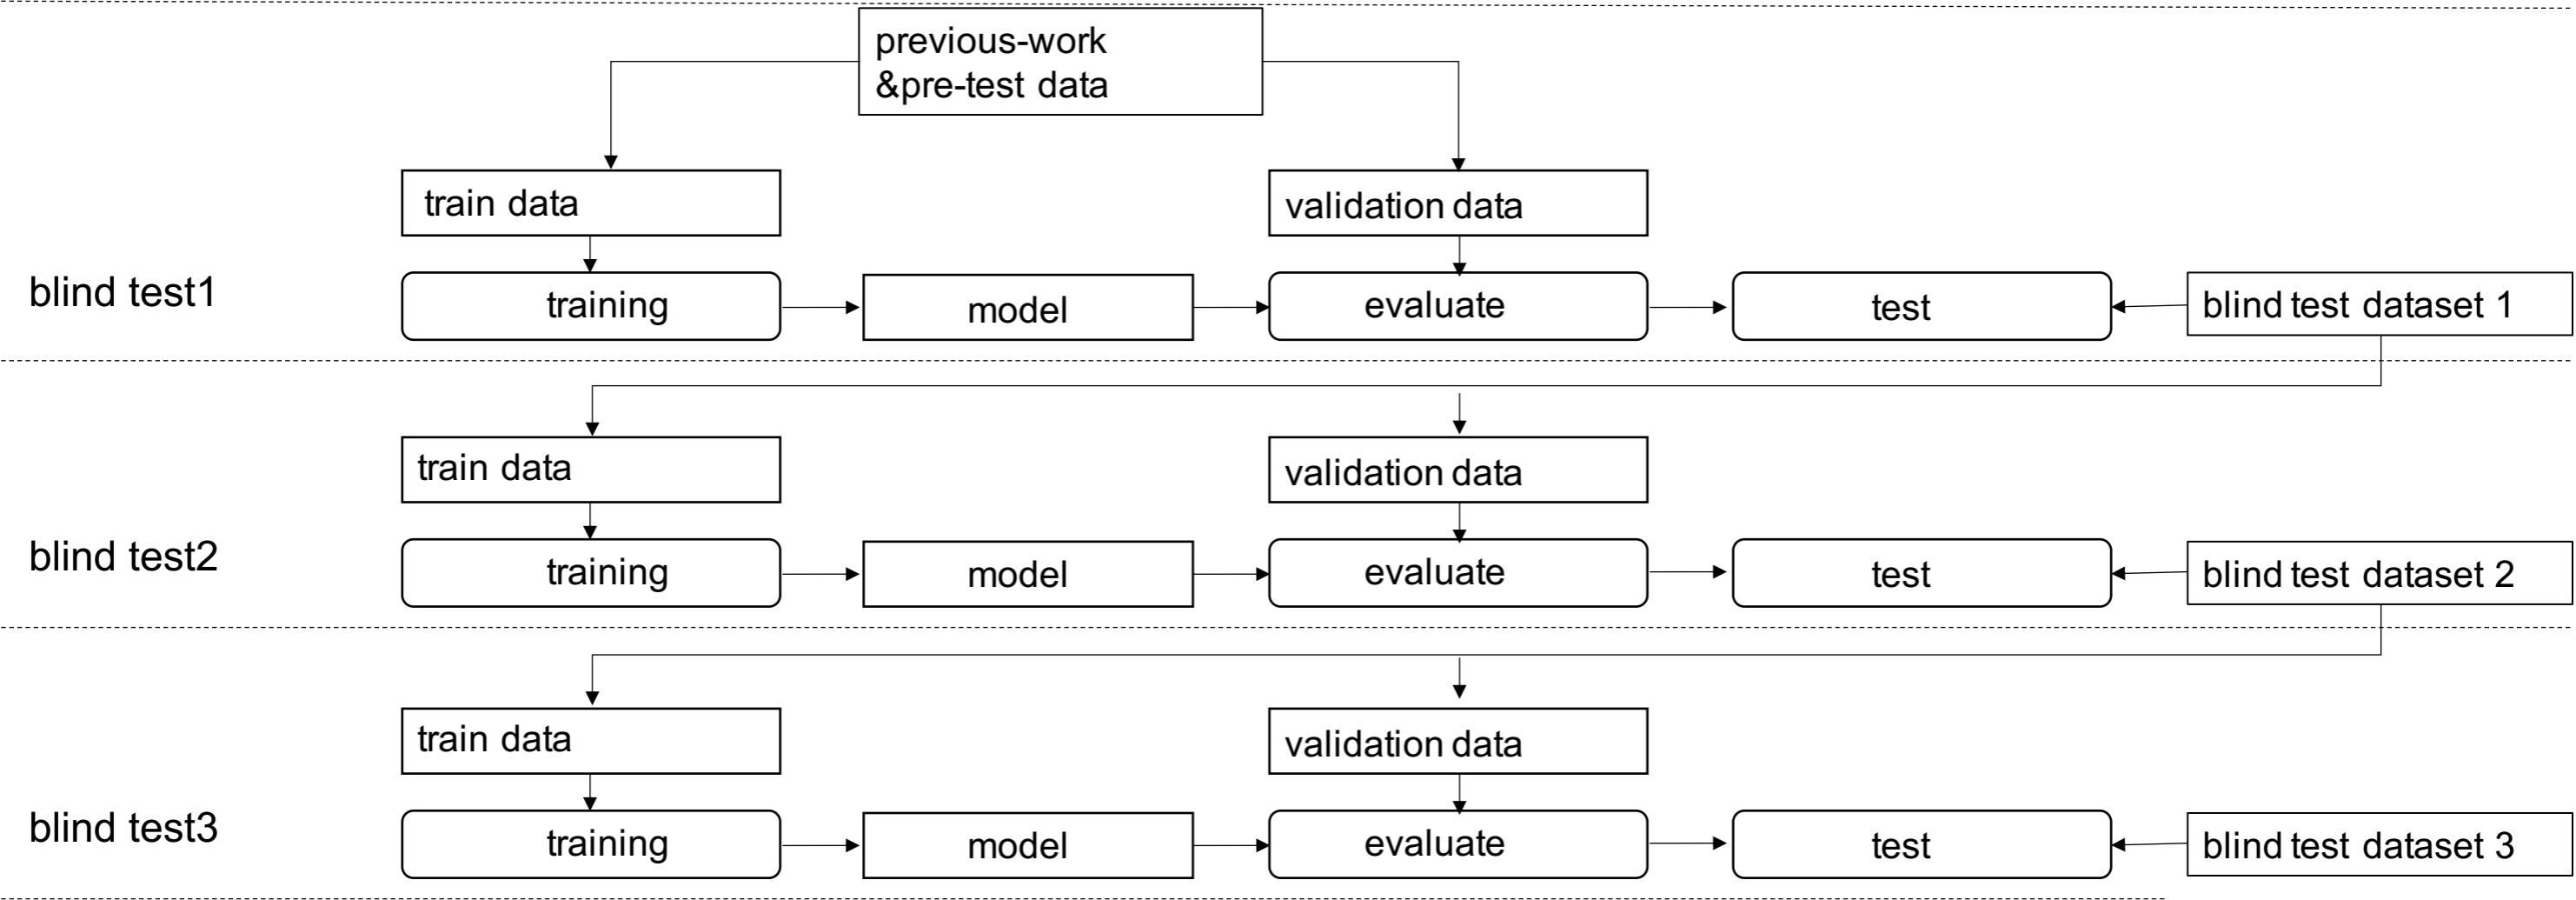 previous-work
&pre-test data
train data
validation data
blind test1
training
model
evaluate
test
blind test dataset 1
train data
validation data
blind test2
training
model
evaluate
test
blind test dataset 2
train data
validation data
blind test3
training
model
evaluate
test
blind test dataset 3